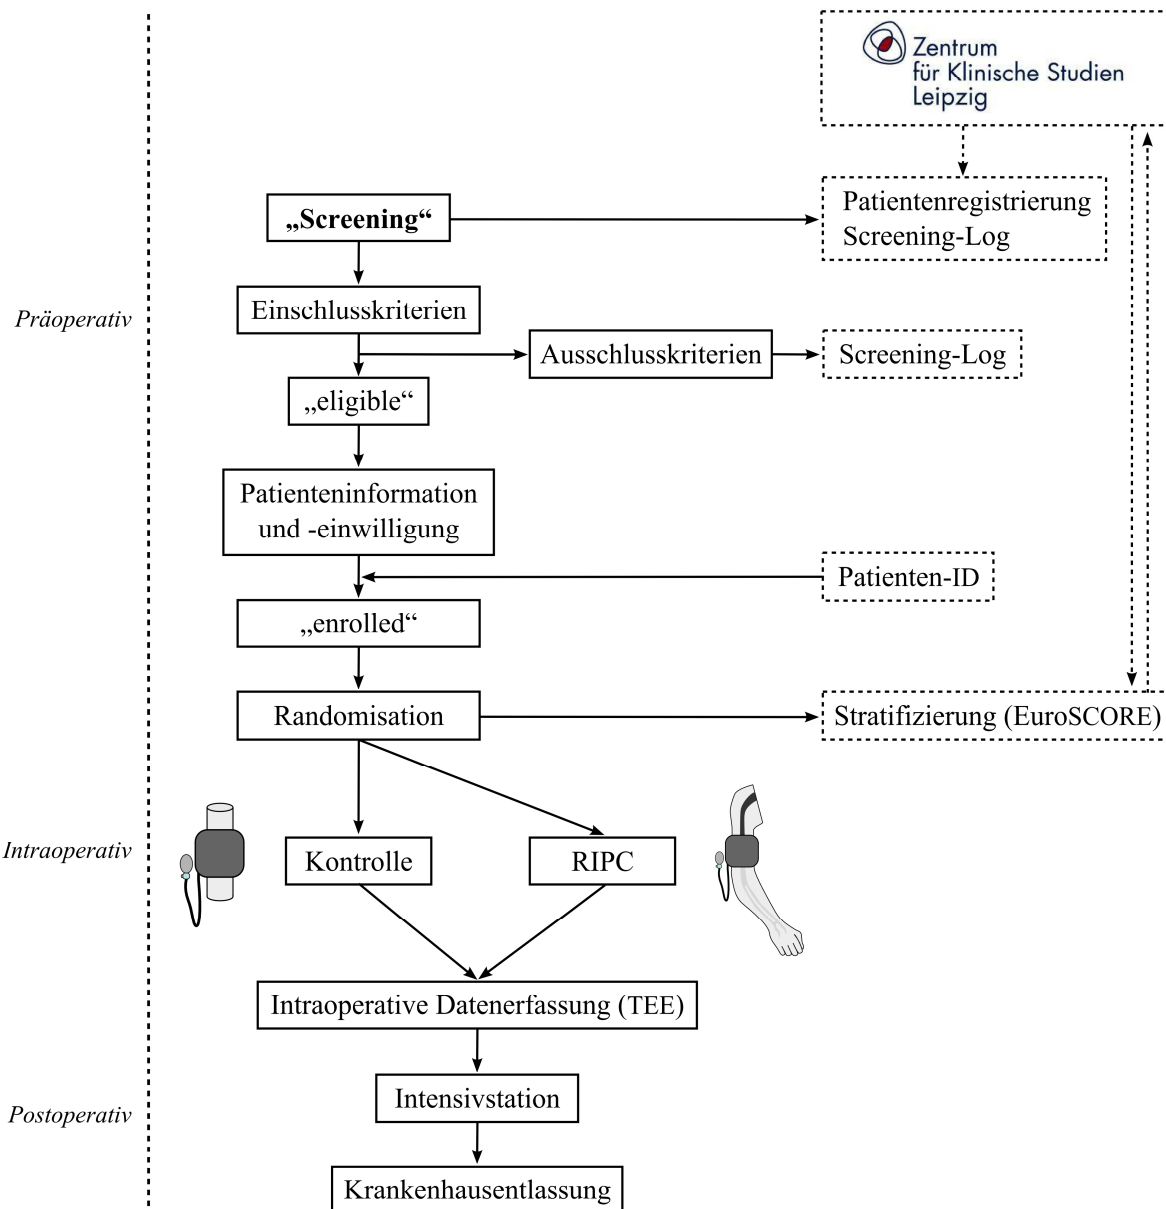 Zentrum
für Klinische Studien
Leipzig
„Screening“
Patientenregistrierung
Screening-Log
Präoperativ
Einschlusskriterien
Ausschlusskriterien
Screening-Log
„eligible“
Patienteninformation
und -einwilligung
Patienten-ID
„enrolled“
Randomisation
Stratifizierung (EuroSCORE)
Intraoperativ
Kontrolle
RIPC
Intraoperative Datenerfassung (TEE)
Postoperativ
Intensivstation
Krankenhausentlassung